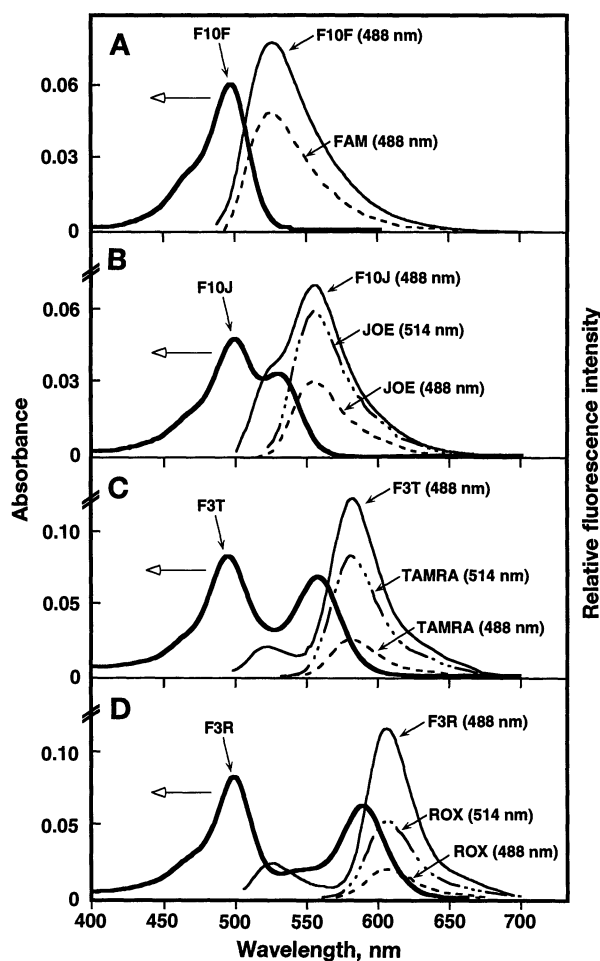 A
F10F
F10F (488 nm)
FAM (488 nm)
0.06
0.03
0
B
F10J
F10J (488 nm)
JOE (514 nm)
JOE (488 nm)
0.06
0.03
0
C
F3T
F3T (488 nm)
TAMRA (514 nm)
TAMRA (488 nm)
0.10
0.05
0
D
F3R
F3R (488 nm)
ROX (514 nm)
ROX (488 nm)
0.10
0.05
0
400 450 500 550 600 650 700
Wavelength, nm
Absorbance
Relative fluorescence intensity